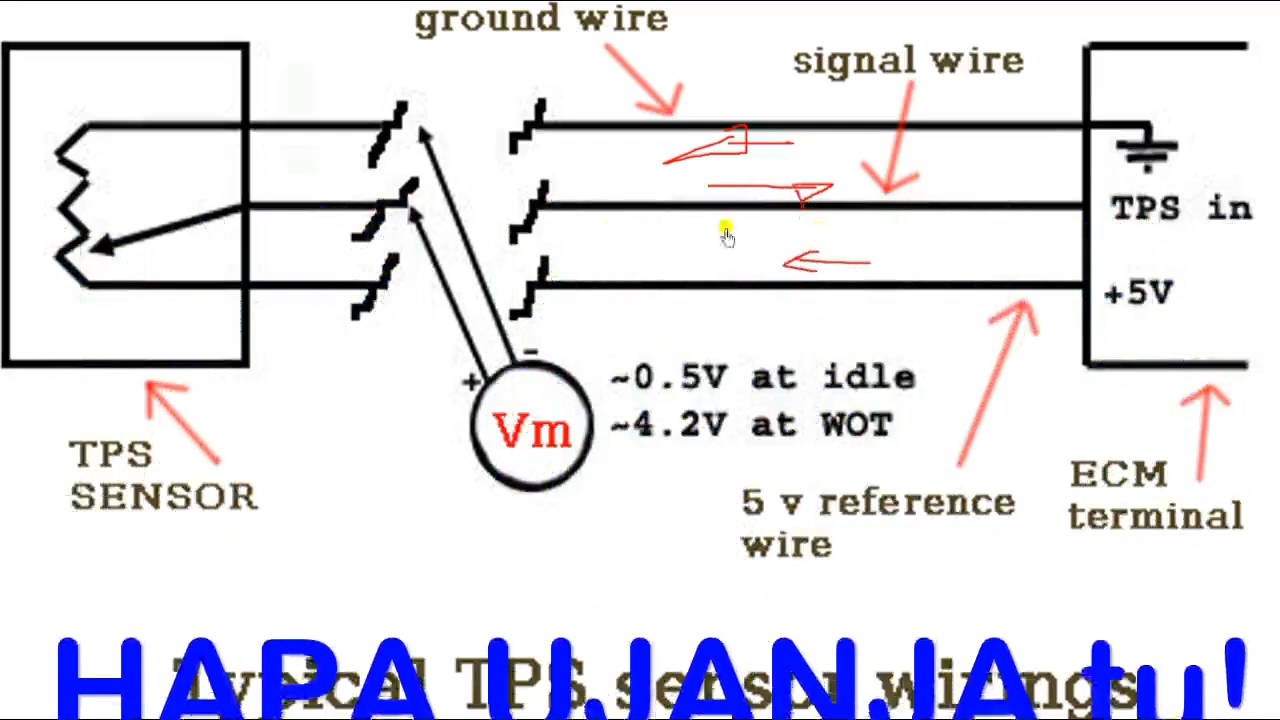 ground wire
signal wire
TPS in
+5V
-
+
Vm
~0.5V at idle
~4.2V at WOT
TPS
SENSOR
5 v reference
wire
ECM
terminal
Typical TPS sensor wirings
HAPA UJANJA tu'